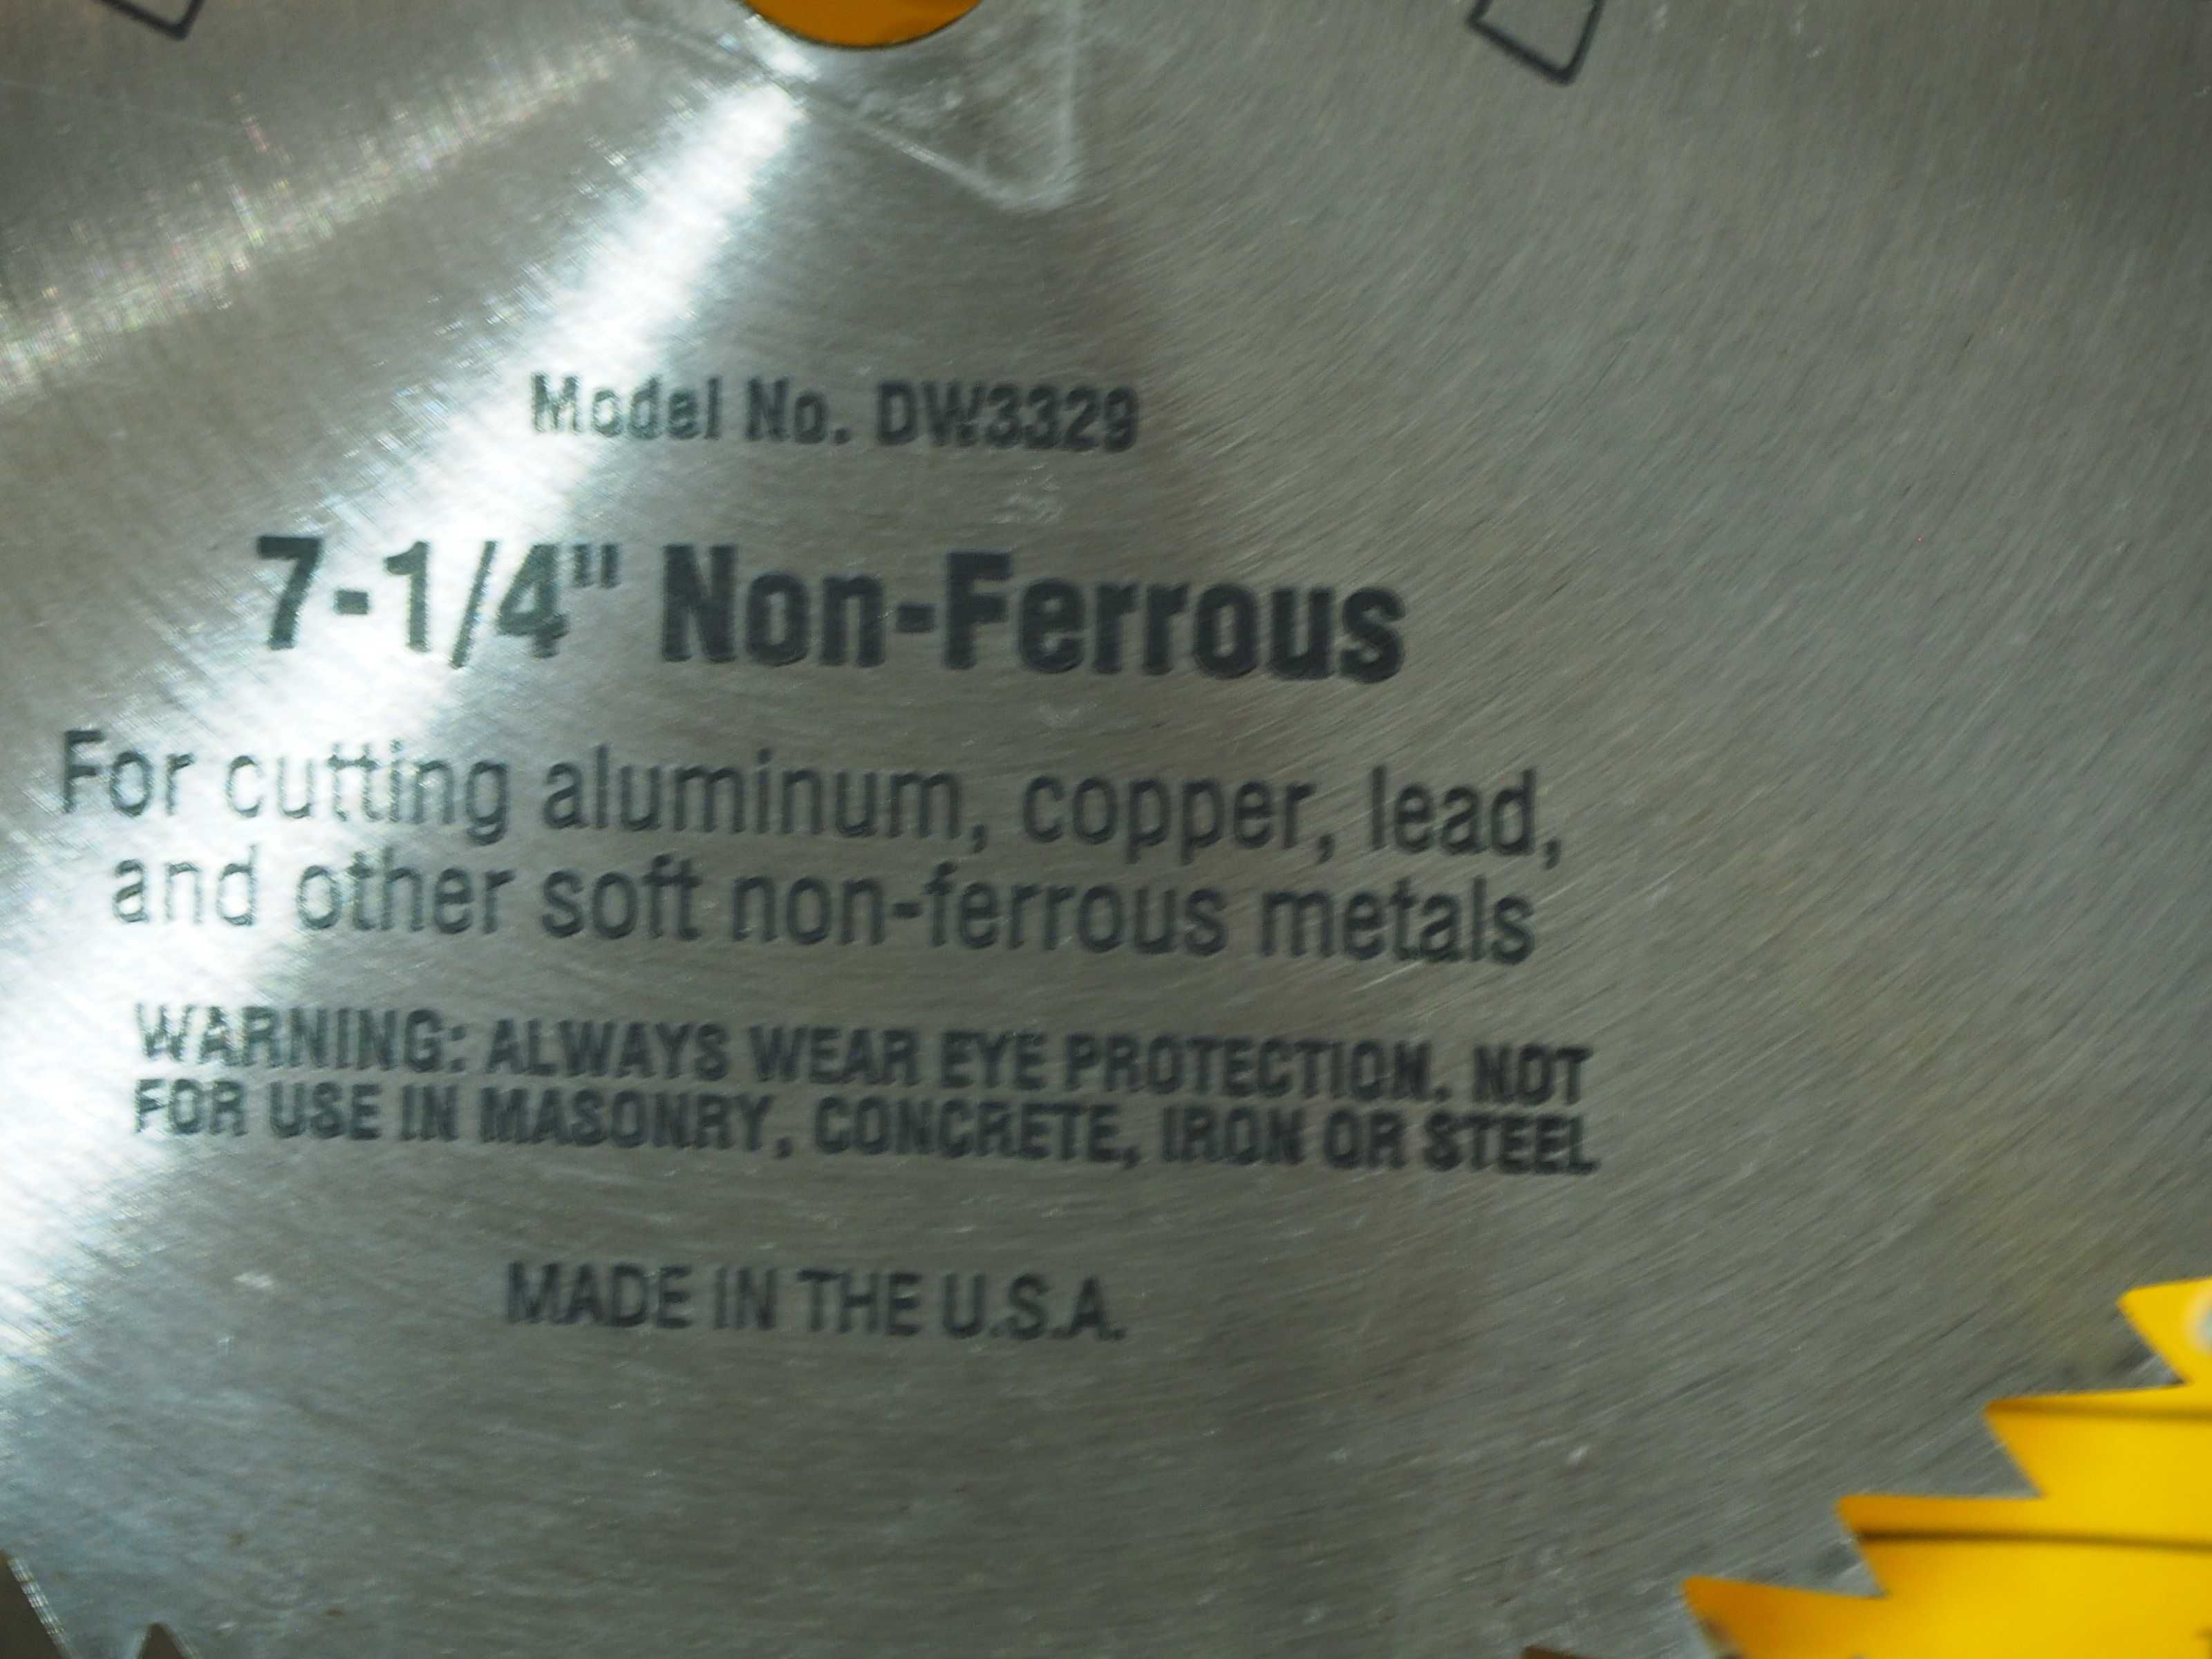 Model No. DW3329
7-1/4" Non-Ferrous
For cutting aluminum, copper, lead,
and other soft non-ferrous metals
WARNING: ALWAYS WEAR EYE PROTECTION. NOT
FOR USE IN MASONRY, CONCRETE, IRON OR STEEL
MADE IN THE U.S.A.